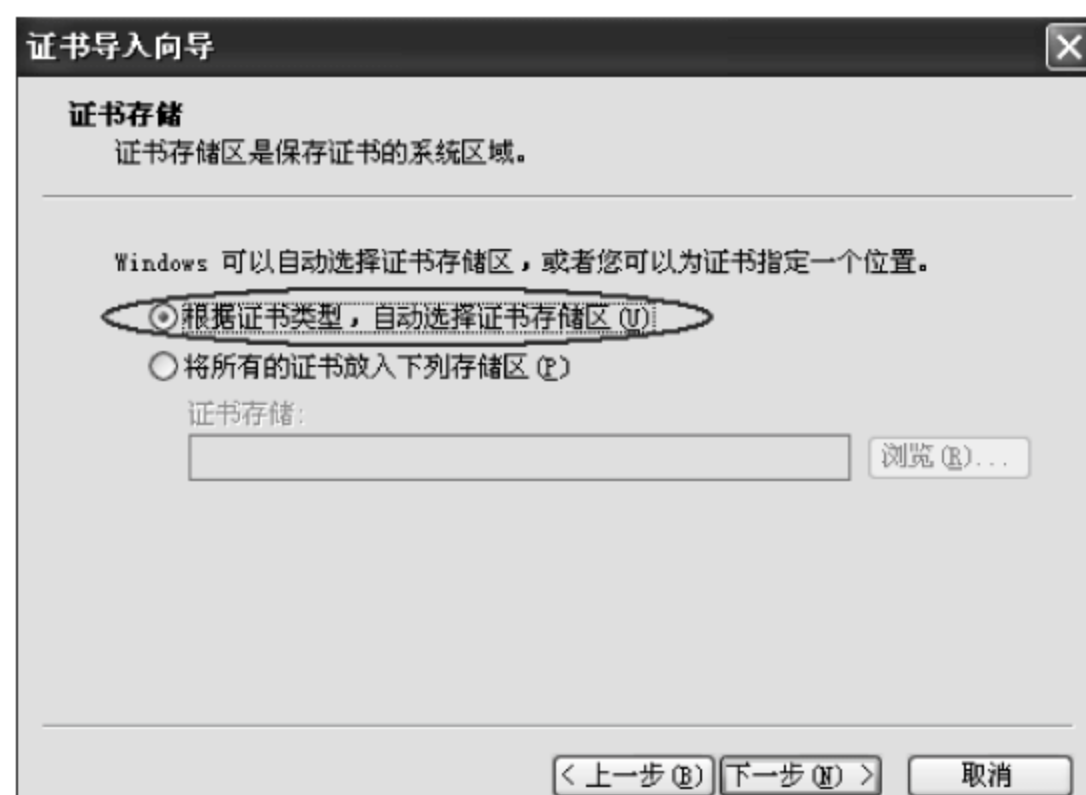 证书导入向导
证书存储
证书存储区是保存证书的系统区域。
Windows 可以自动选择证书存储区，或者您可以为证书指定一个位置。
根据证书类型，自动选择证书存储区(U)
将所有的证书放入下列存储区(P)
证书存储:
浏览(R)...
< 上一步(B) 下一步(N) > 取消